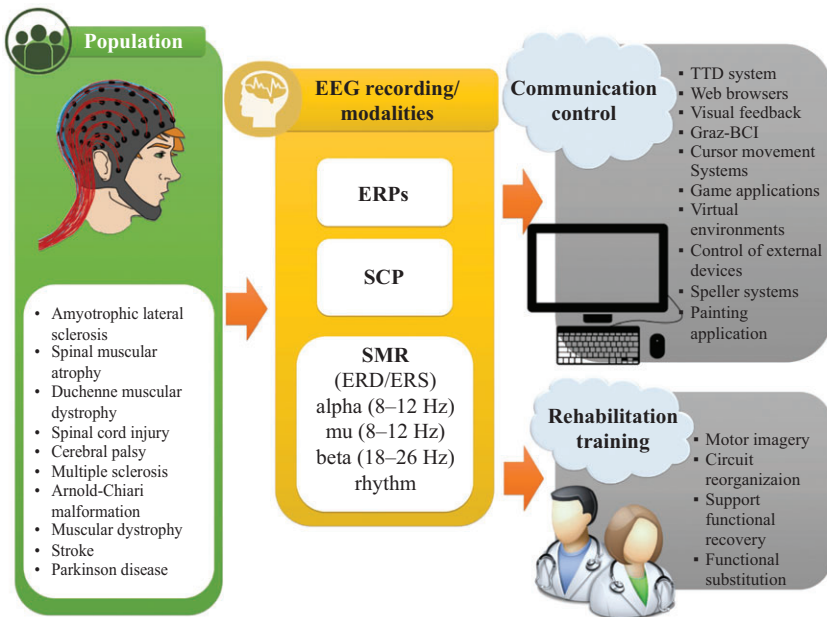 Population
• Amyotrophic lateral
sclerosis
• Spinal muscular
atrophy
• Duchenne muscular
dystrophy
• Spinal cord injury
• Cerebral palsy
• Multiple sclerosis
• Arnold-Chiari
malformation
• Muscular dystrophy
• Stroke
• Parkinson disease
EEG recording/
modalities
ERPs
SCP
SMR
(ERD/ERS)
alpha (8–12 Hz)
mu (8–12 Hz)
beta (18–26 Hz)
rhythm
Communication
control
▪ TTD system
▪ Web browsers
▪ Visual feedback
▪ Graz-BCI
▪ Cursor movement
Systems
▪ Game applications
▪ Virtual
environments
▪ Control of external
devices
▪ Speller systems
▪ Painting
application
Rehabilitation
training
▪ Motor imagery
▪ Circuit
reorganizaion
▪ Support
functional
recovery
▪ Functional
substitution